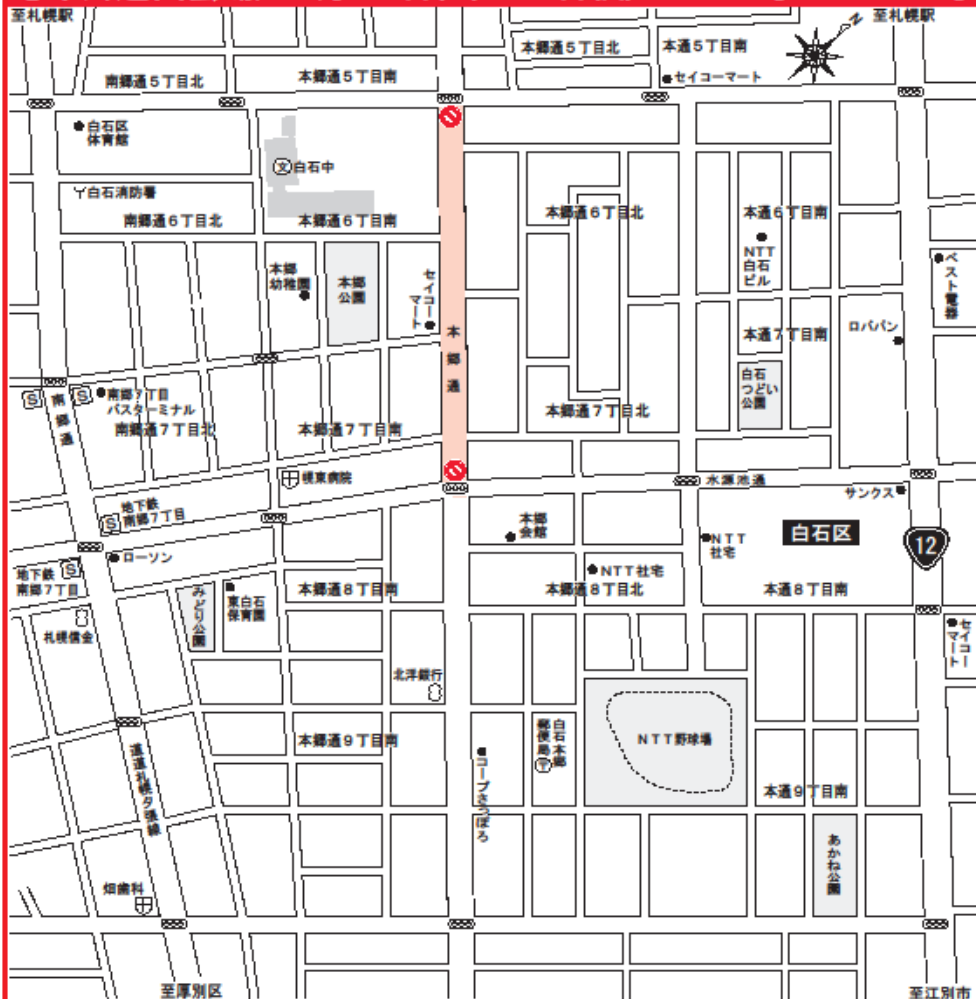 至札幌駅
至札幌駅
N
本郷通5丁目北
本通5丁目南
南郷通5丁目北
本郷通5丁目南
セイコーマート
白石区
体育館
文
白石中
白石消防署
南郷通6丁目北
本郷通6丁目南
本郷通6丁目北
本通6丁目南
NTT
白石
ビル
ベスト電器
本郷
幼稚園
本郷
公園
セイコー
マート
本郷通
本通7丁目南
ロバパン
白石
つどい
公園
S
S
南郷7丁目
バスターミナル
南郷通
南郷通7丁目北
本郷通7丁目南
本郷通7丁目北
幌東病院
水源池通
サンクス
地下鉄
南郷7丁目
S
本郷
会館
NTT
社宅
白石区
12
ローソン
地下鉄
南郷7丁目
S
NTT社宅
本郷通8丁目南
本郷通8丁目北
本通8丁目南
みどり公園
東白石
保育園
札幌信金
セイコー
マート
北洋銀行
白石本郷
郵便局
〒
NTT野球場
本郷通9丁目南
道道札幌夕張線
コープさっぽろ
本通9丁目南
あかね公園
畑歯科
至厚別区
至江別市